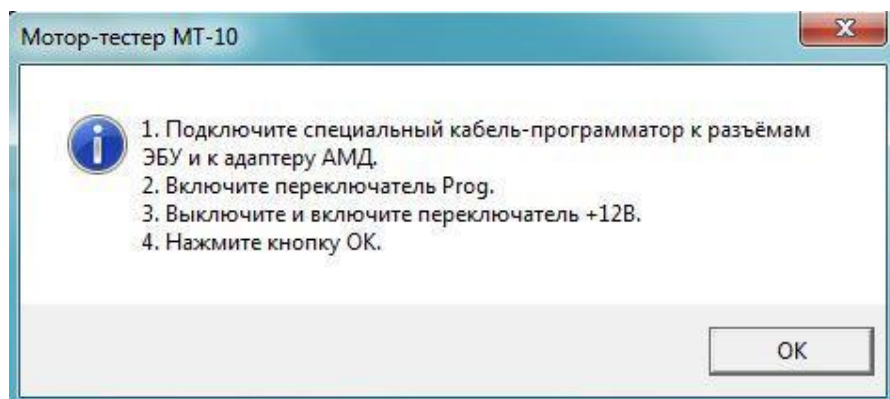 Мотор-тестер МТ-10
1. Подключите специальный кабель-программатор к разъёмам
ЭБУ и к адаптеру АМД.
2. Включите переключатель Prog.
3. Выключите и включите переключатель +12В.
4. Нажмите кнопку ОК.
OK